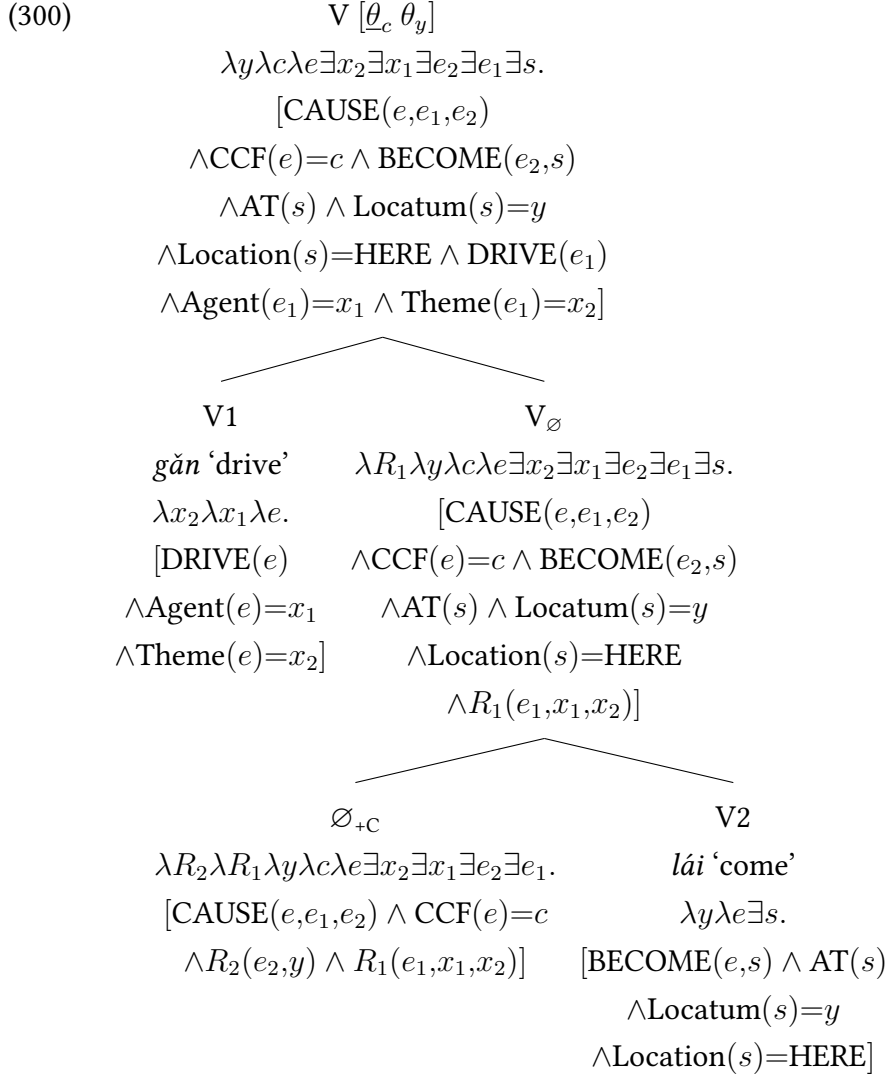 (300) V [θ̲_c θ_y]
λyλcλe∃x₂∃x₁∃e₂∃e₁∃s.
[CAUSE(e,e₁,e₂)
∧CCF(e)=c ∧ BECOME(e₂,s)
∧AT(s) ∧ Locatum(s)=y
∧Location(s)=HERE ∧ DRIVE(e₁)
∧Agent(e₁)=x₁ ∧ Theme(e₁)=x₂]
V1
gǎn ‘drive’
λx₂λx₁λe.
[DRIVE(e)
∧Agent(e)=x₁
∧Theme(e)=x₂]
V_∅
λR₁λyλcλe∃x₂∃x₁∃e₂∃e₁∃s.
[CAUSE(e,e₁,e₂)
∧CCF(e)=c ∧ BECOME(e₂,s)
∧AT(s) ∧ Locatum(s)=y
∧Location(s)=HERE
∧R₁(e₁,x₁,x₂)]
∅_+C
λR₂λR₁λyλcλe∃x₂∃x₁∃e₂∃e₁.
[CAUSE(e,e₁,e₂) ∧ CCF(e)=c
∧R₂(e₂,y) ∧ R₁(e₁,x₁,x₂)]
V2
lái ‘come’
λyλe∃s.
[BECOME(e,s) ∧ AT(s)
∧Locatum(s)=y
∧Location(s)=HERE]